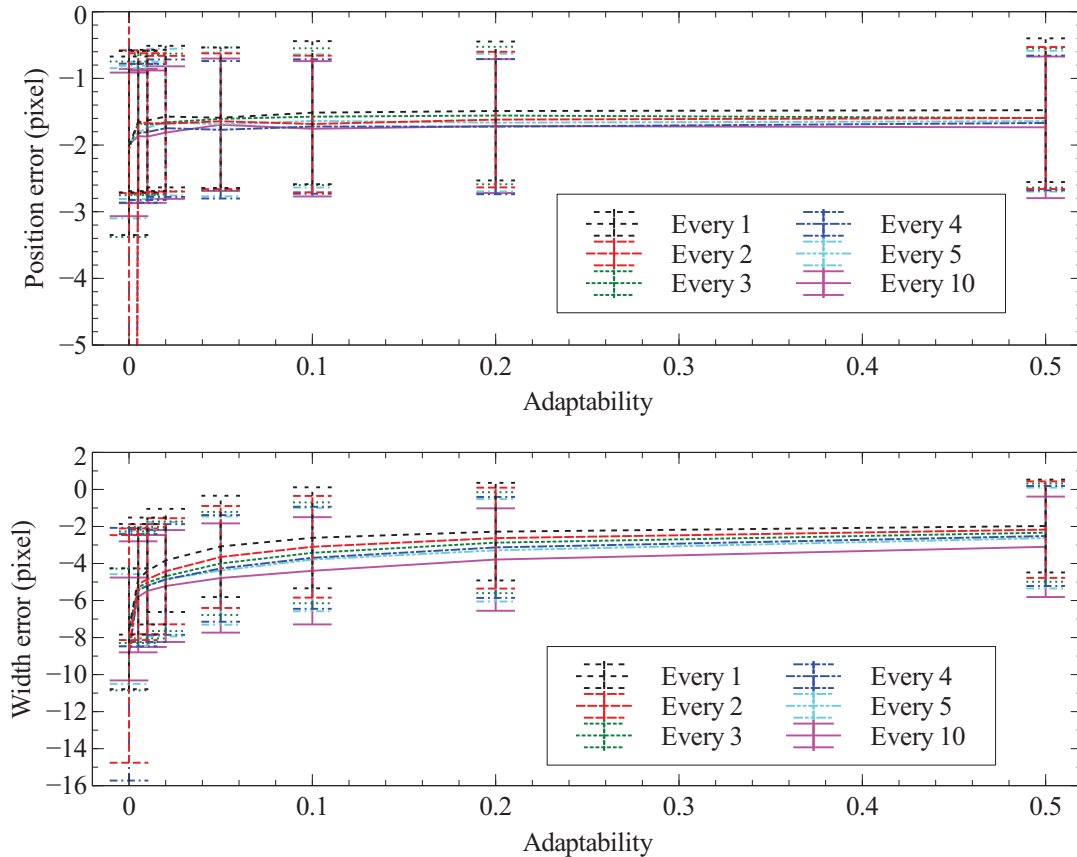 0
−1
−2
−3
−4
−5
Position error (pixel)
Every 1 Every 4
Every 2 Every 5
Every 3 Every 10
0 0.1 0.2 0.3 0.4 0.5
Adaptability
2
0
−2
−4
−6
−8
−10
−12
−14
−16
Width error (pixel)
Every 1 Every 4
Every 2 Every 5
Every 3 Every 10
0 0.1 0.2 0.3 0.4 0.5
Adaptability